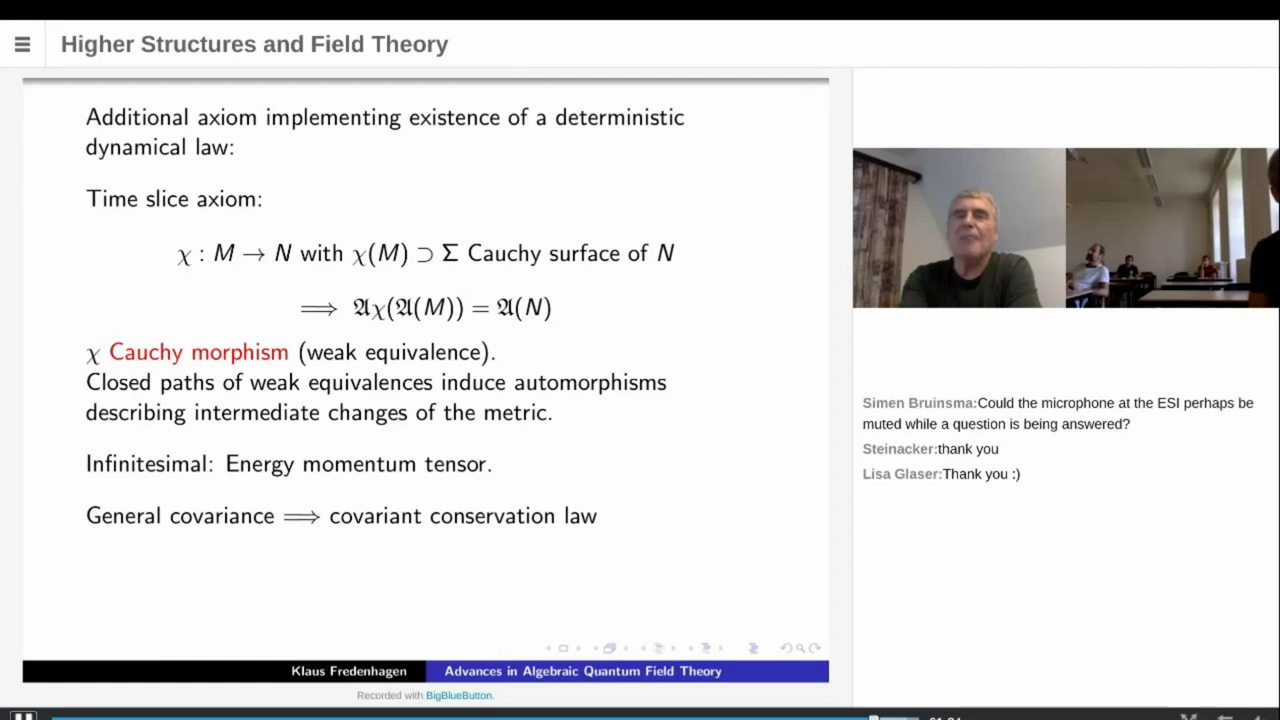 Higher Structures and Field Theory
Additional axiom implementing existence of a deterministic
dynamical law:
Time slice axiom:
χ : M → N with χ(M) ⊃ Σ Cauchy surface of N
⟹ 𝔄χ(𝔄(M)) = 𝔄(N)
χ Cauchy morphism (weak equivalence).
Closed paths of weak equivalences induce automorphisms
describing intermediate changes of the metric.
Infinitesimal: Energy momentum tensor.
General covariance ⟹ covariant conservation law
Klaus Fredenhagen Advances in Algebraic Quantum Field Theory
Recorded with BigBlueButton.
Simen Bruinsma:Could the microphone at the ESI perhaps be
muted while a question is being answered?
Steinacker:thank you
Lisa Glaser:Thank you :)